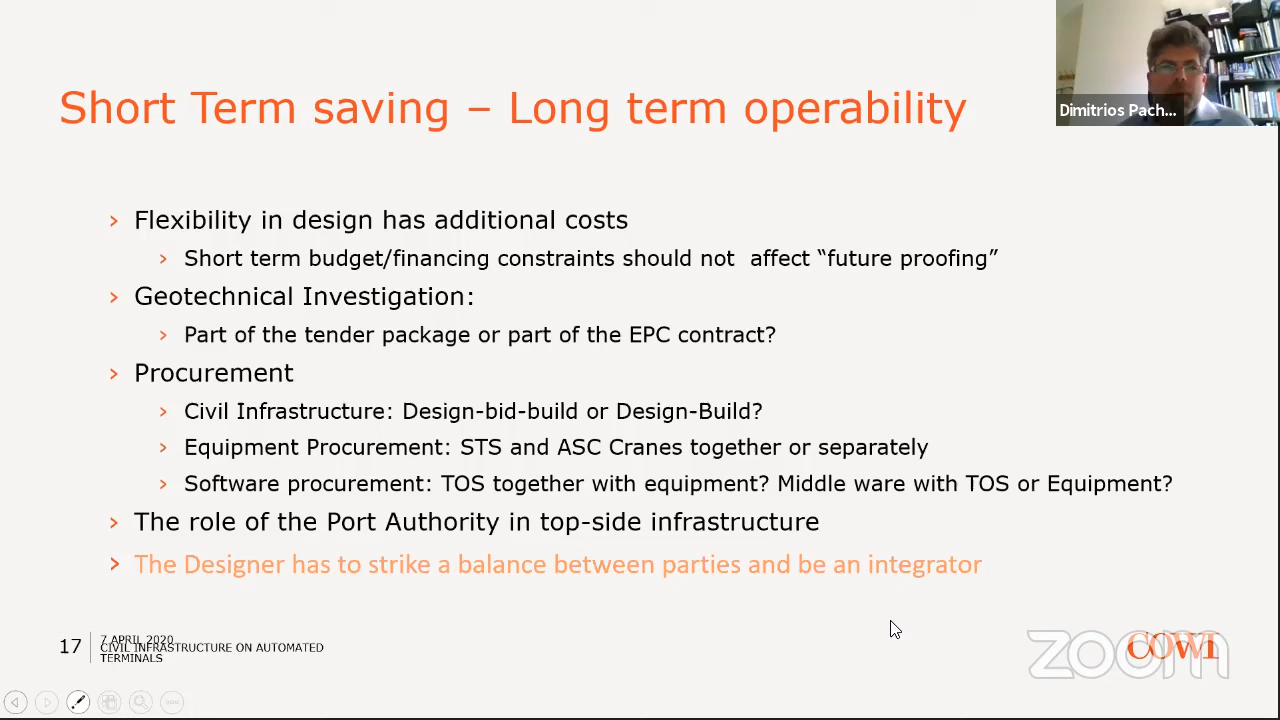 Short Term saving – Long term operability
Dimitrios Pach...
› Flexibility in design has additional costs
› Short term budget/financing constraints should not  affect “future proofing”
› Geotechnical Investigation:
› Part of the tender package or part of the EPC contract?
› Procurement
› Civil Infrastructure: Design-bid-build or Design-Build?
› Equipment Procurement: STS and ASC Cranes together or separately
› Software procurement: TOS together with equipment? Middle ware with TOS or Equipment?
› The role of the Port Authority in top-side infrastructure
› The Designer has to strike a balance between parties and be an integrator
17
7 APRIL 2020
CIVIL INFRASTRUCTURE ON AUTOMATED
TERMINALS
zoom
COWI